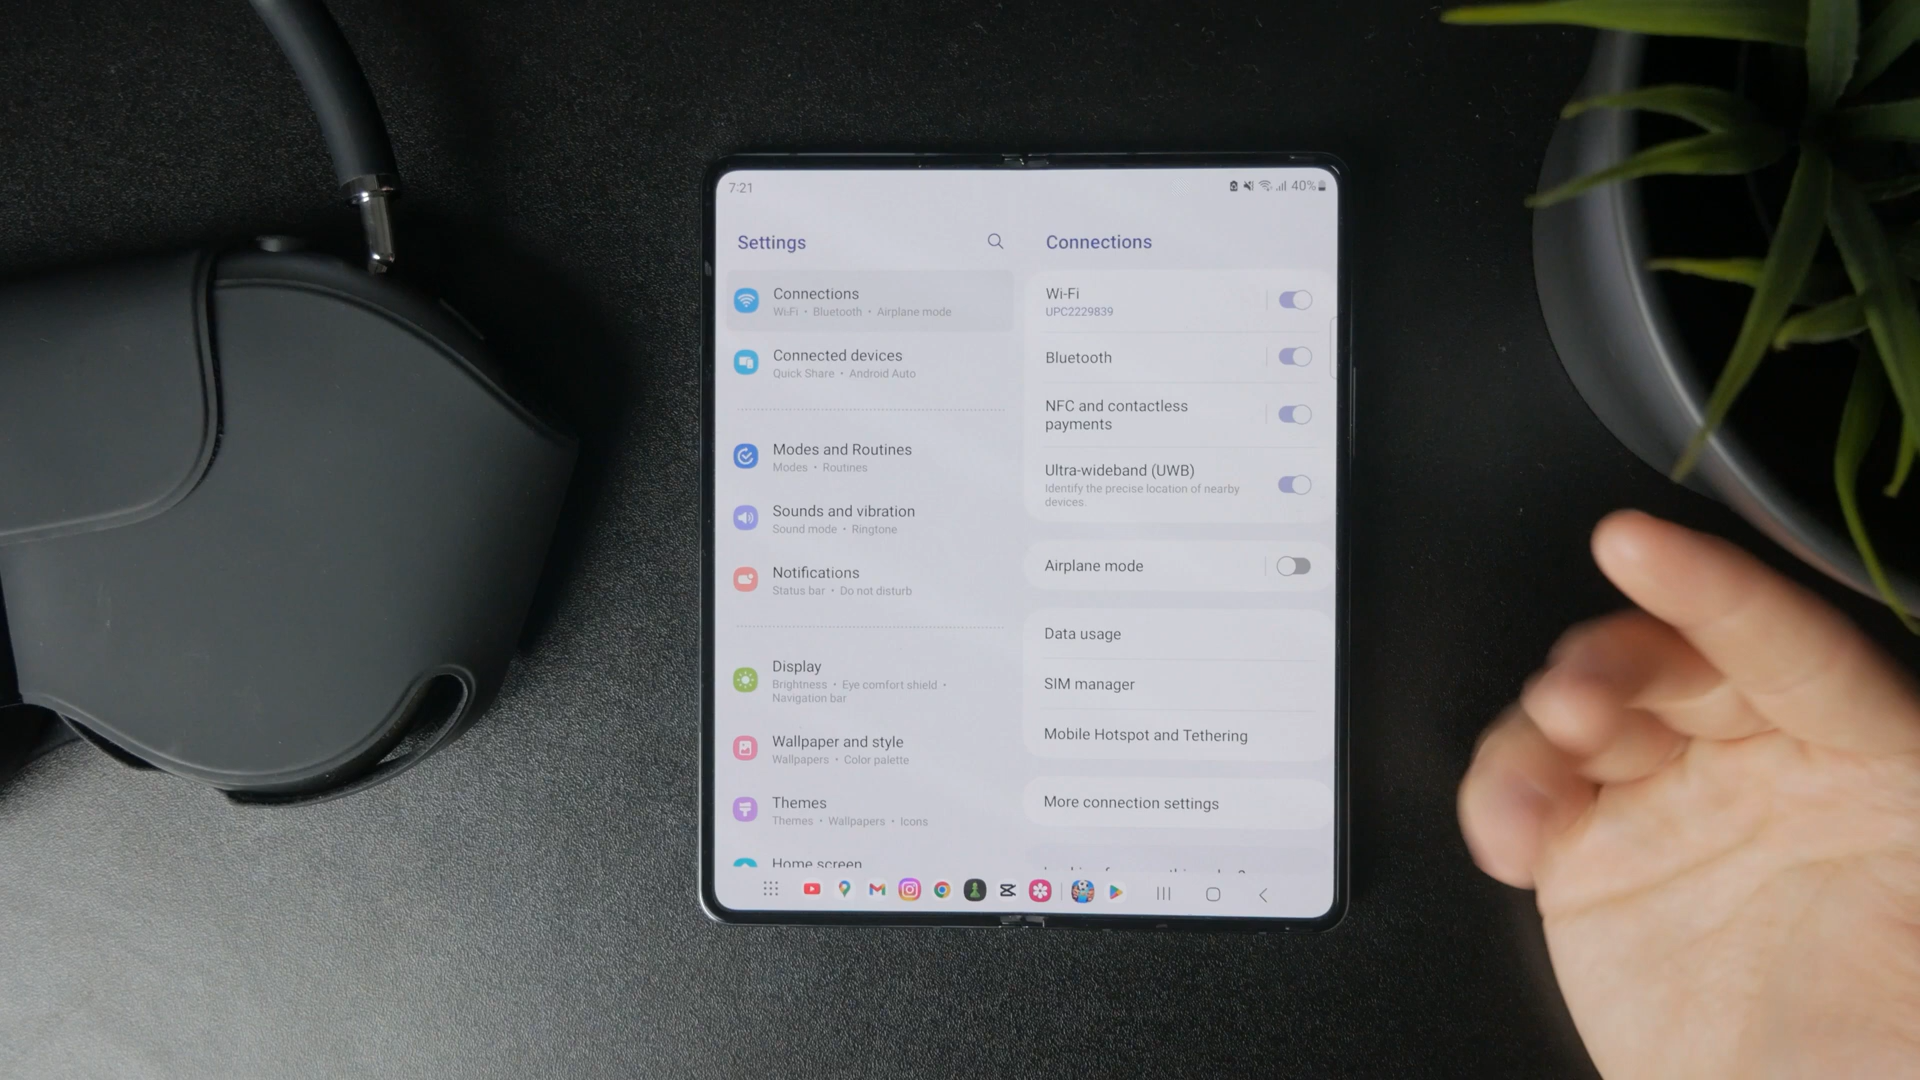 7:21
40%
Settings
Connections
Wi-Fi • Bluetooth • Airplane mode
Connected devices
Quick Share • Android Auto
Modes and Routines
Modes • Routines
Sounds and vibration
Sound mode • Ringtone
Notifications
Status bar • Do not disturb
Display
Brightness • Eye comfort shield •
Navigation bar
Wallpaper and style
Wallpapers • Color palette
Themes
Themes • Wallpapers • Icons
Home screen
Connections
Wi-Fi
UPC2229839
Bluetooth
NFC and contactless
payments
Ultra-wideband (UWB)
Identify the precise location of nearby
devices.
Airplane mode
Data usage
SIM manager
Mobile Hotspot and Tethering
More connection settings